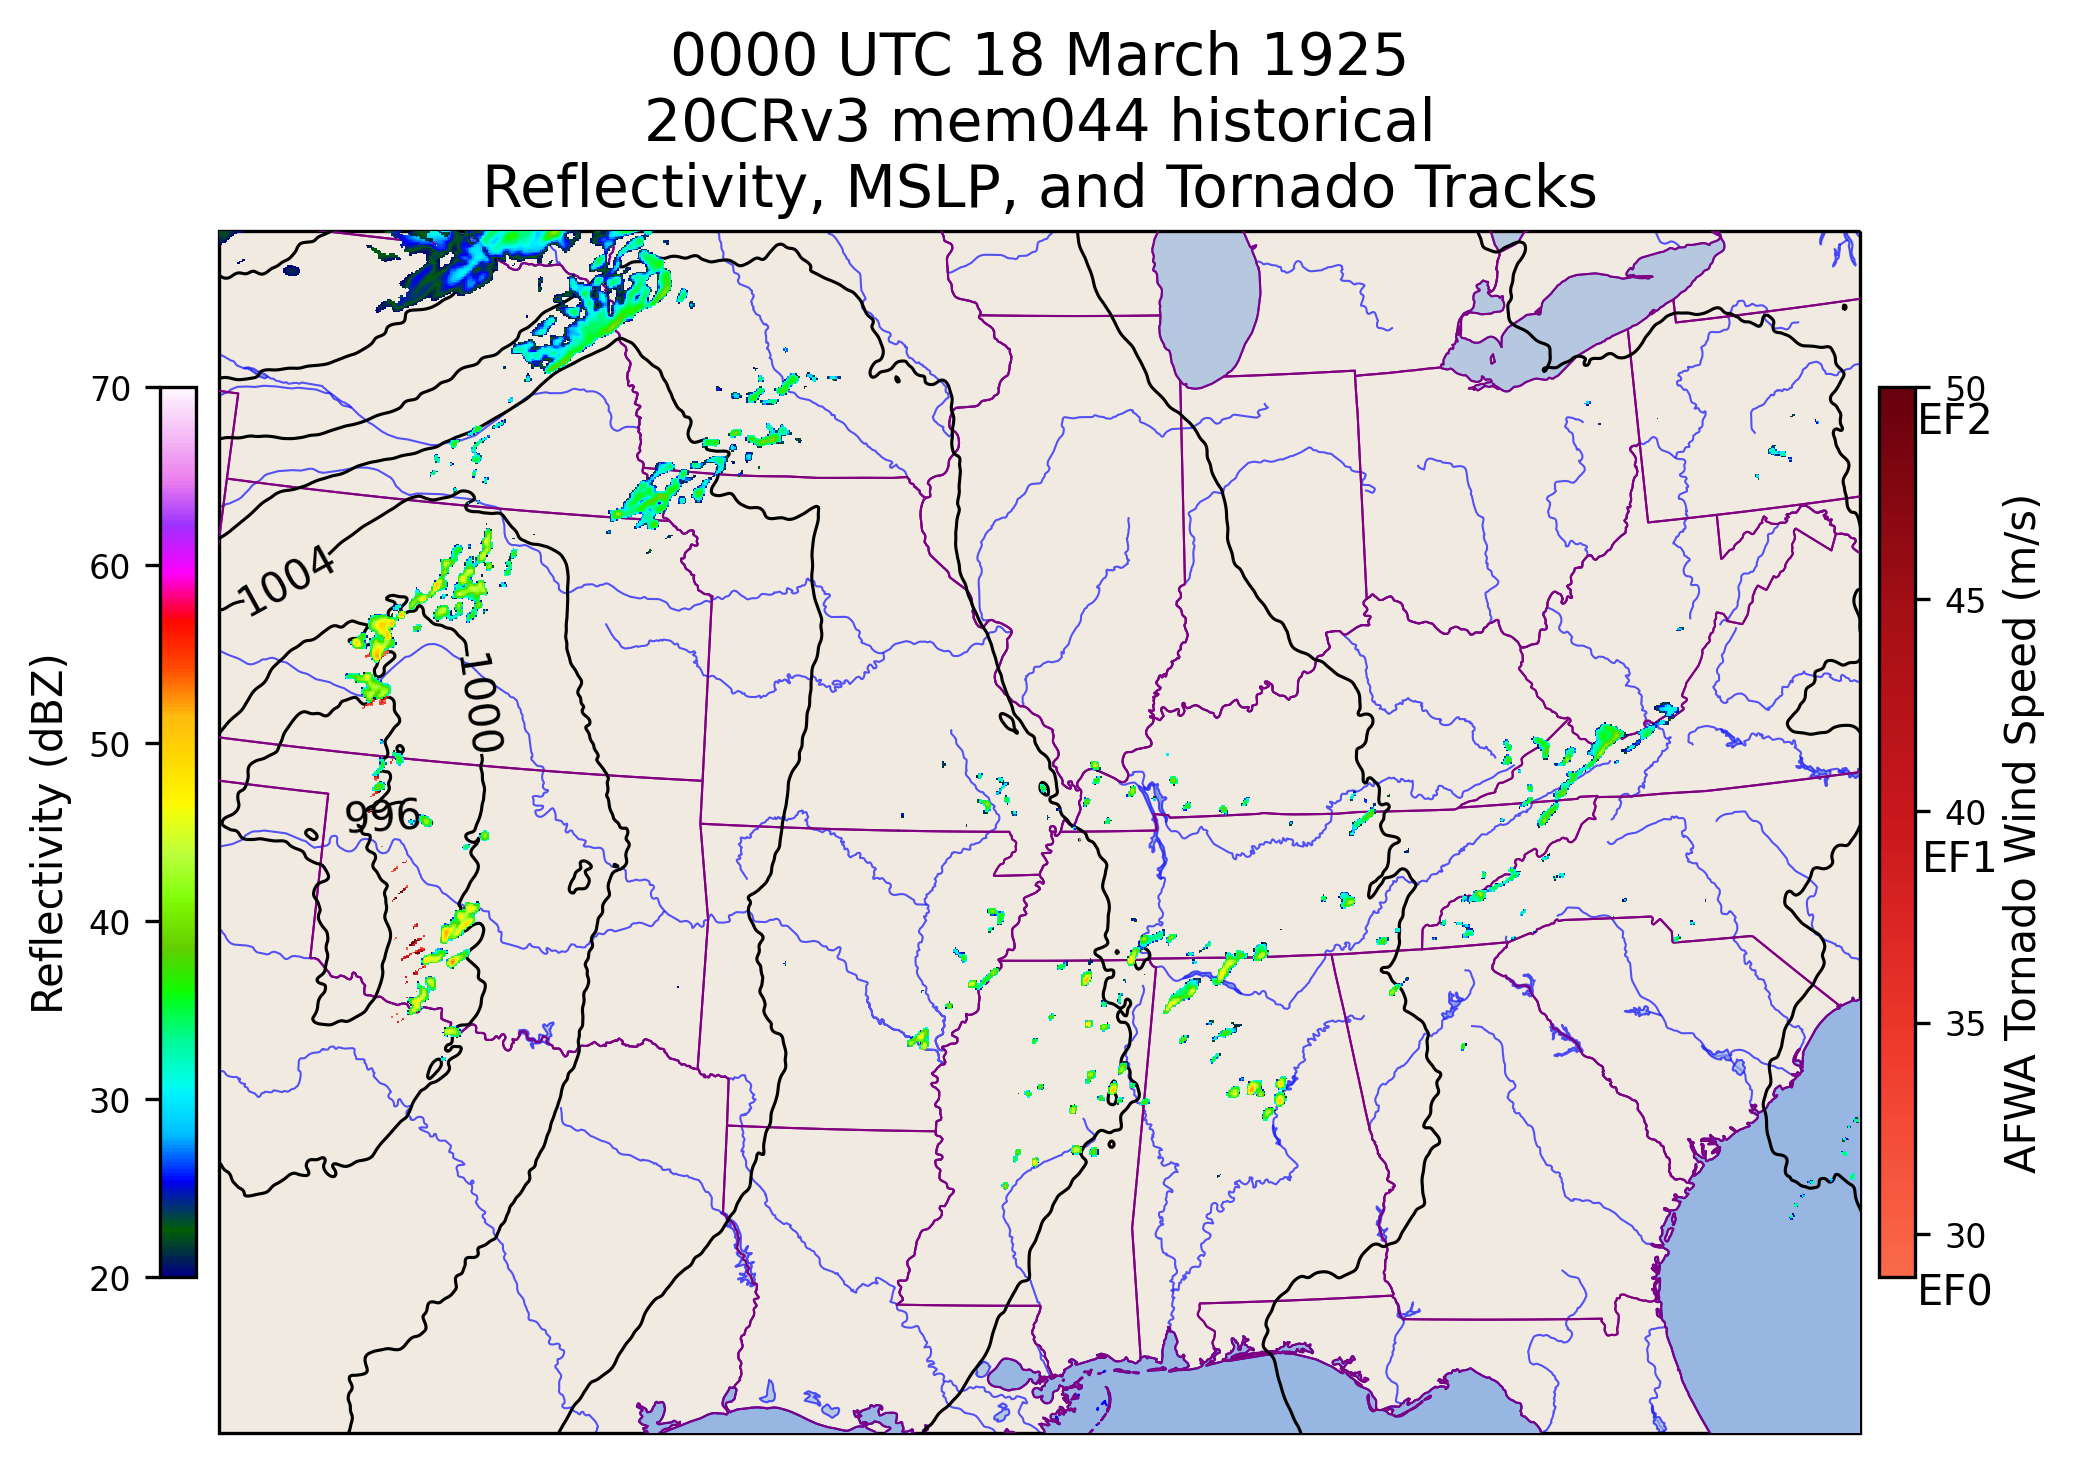 0000 UTC 18 March 1925
20CRv3 mem044 historical
Reflectivity, MSLP, and Tornado Tracks
70
60
50
40
30
20
Reflectivity (dBZ)
1004
1000
996
50
EF2
45
40
EF1
35
30
EF0
AFWA Tornado Wind Speed (m/s)